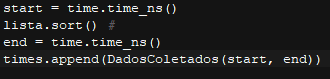 start = time.time_ns()
lista.sort() #
end = time.time_ns()
times.append(DadosColetados(start, end))